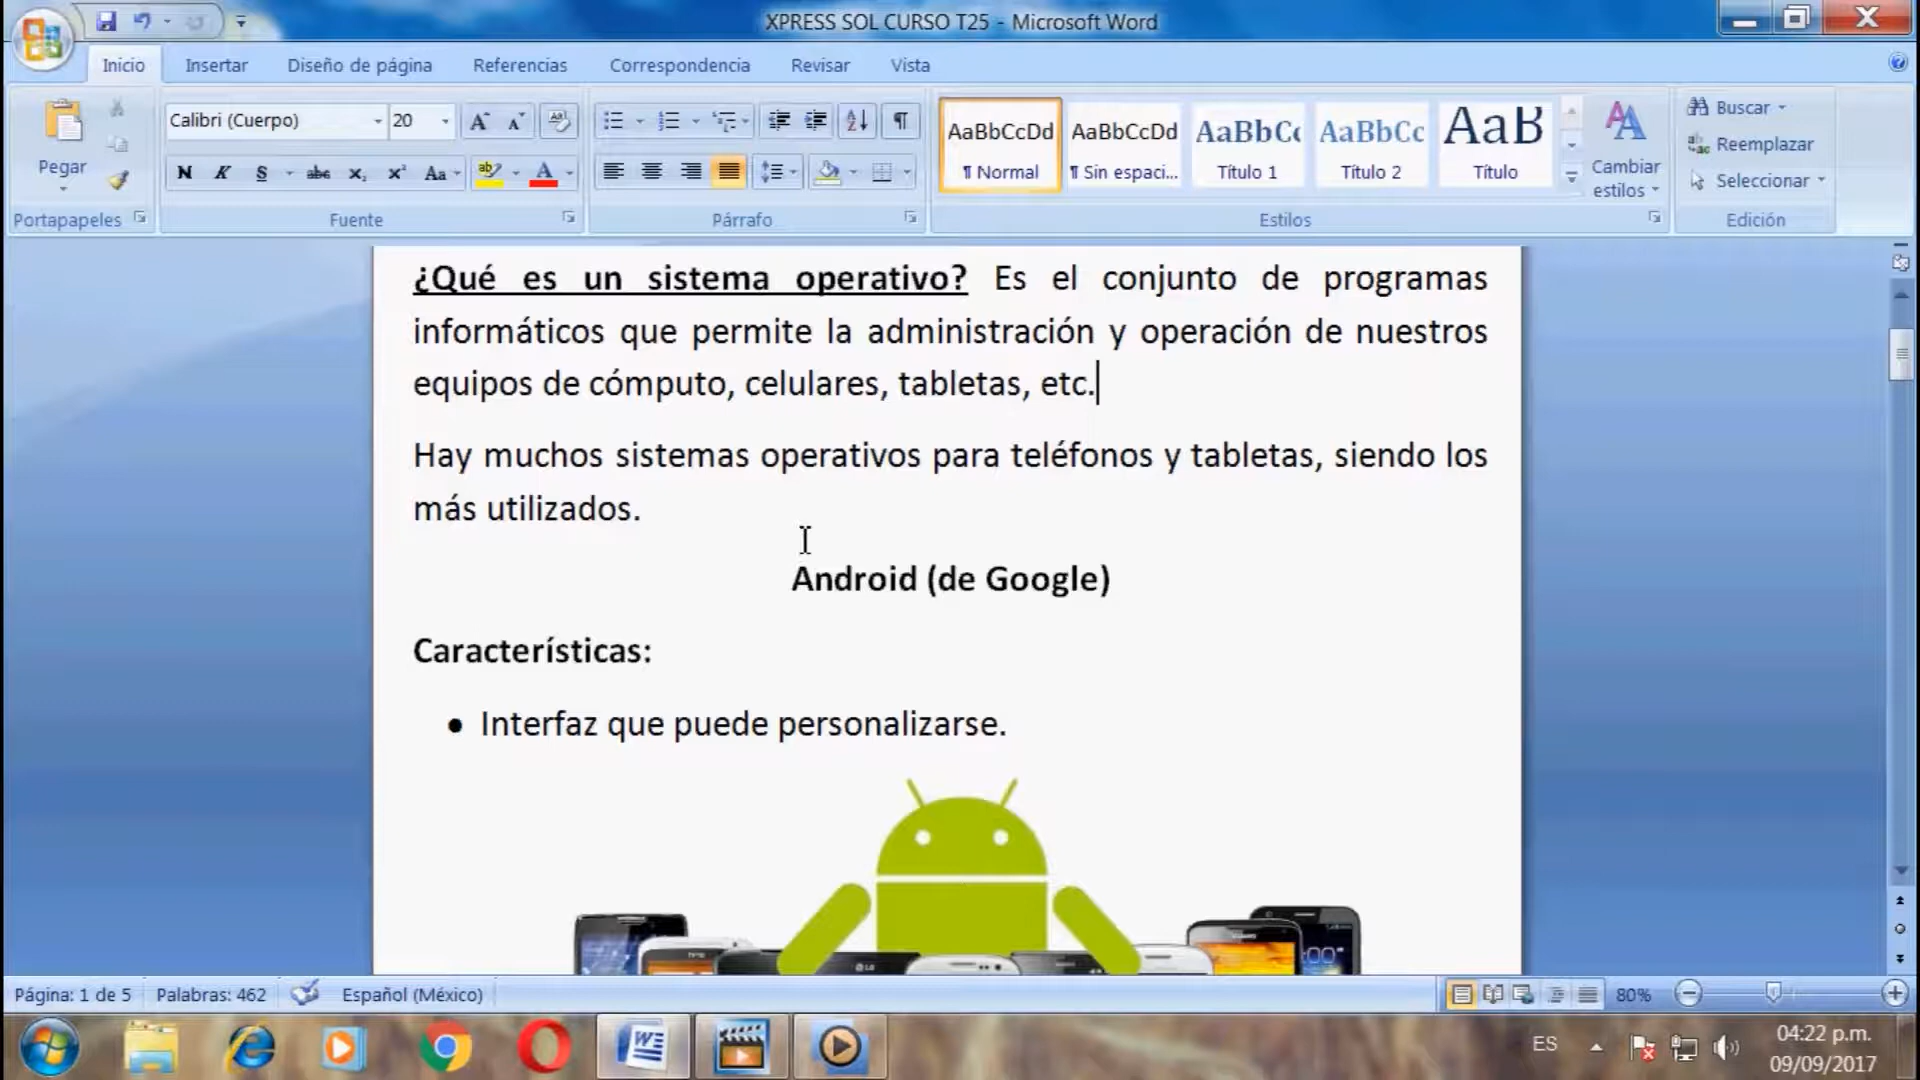 XPRESS SOL CURSO T25 - Microsoft Word
Inicio Insertar Diseño de página Referencias Correspondencia Revisar Vista
Calibri (Cuerpo) 20
AaBbCcDd AaBbCcDd AaBbCc AaBbCc AaB
Pegar
N K S abc x₂ x² Aa
¶ Normal ¶ Sin espaci... Título 1 Título 2 Título
Cambiar estilos
Buscar
Reemplazar
Seleccionar
Portapapeles Fuente Párrafo Estilos Edición
¿Qué es un sistema operativo? Es el conjunto de programas
informáticos que permite la administración y operación de nuestros
equipos de cómputo, celulares, tabletas, etc.
Hay muchos sistemas operativos para teléfonos y tabletas, siendo los
más utilizados.
Android (de Google)
Características:
• Interfaz que puede personalizarse.
Página: 1 de 5 Palabras: 462 Español (México) 80%
ES 04:22 p.m.
09/09/2017